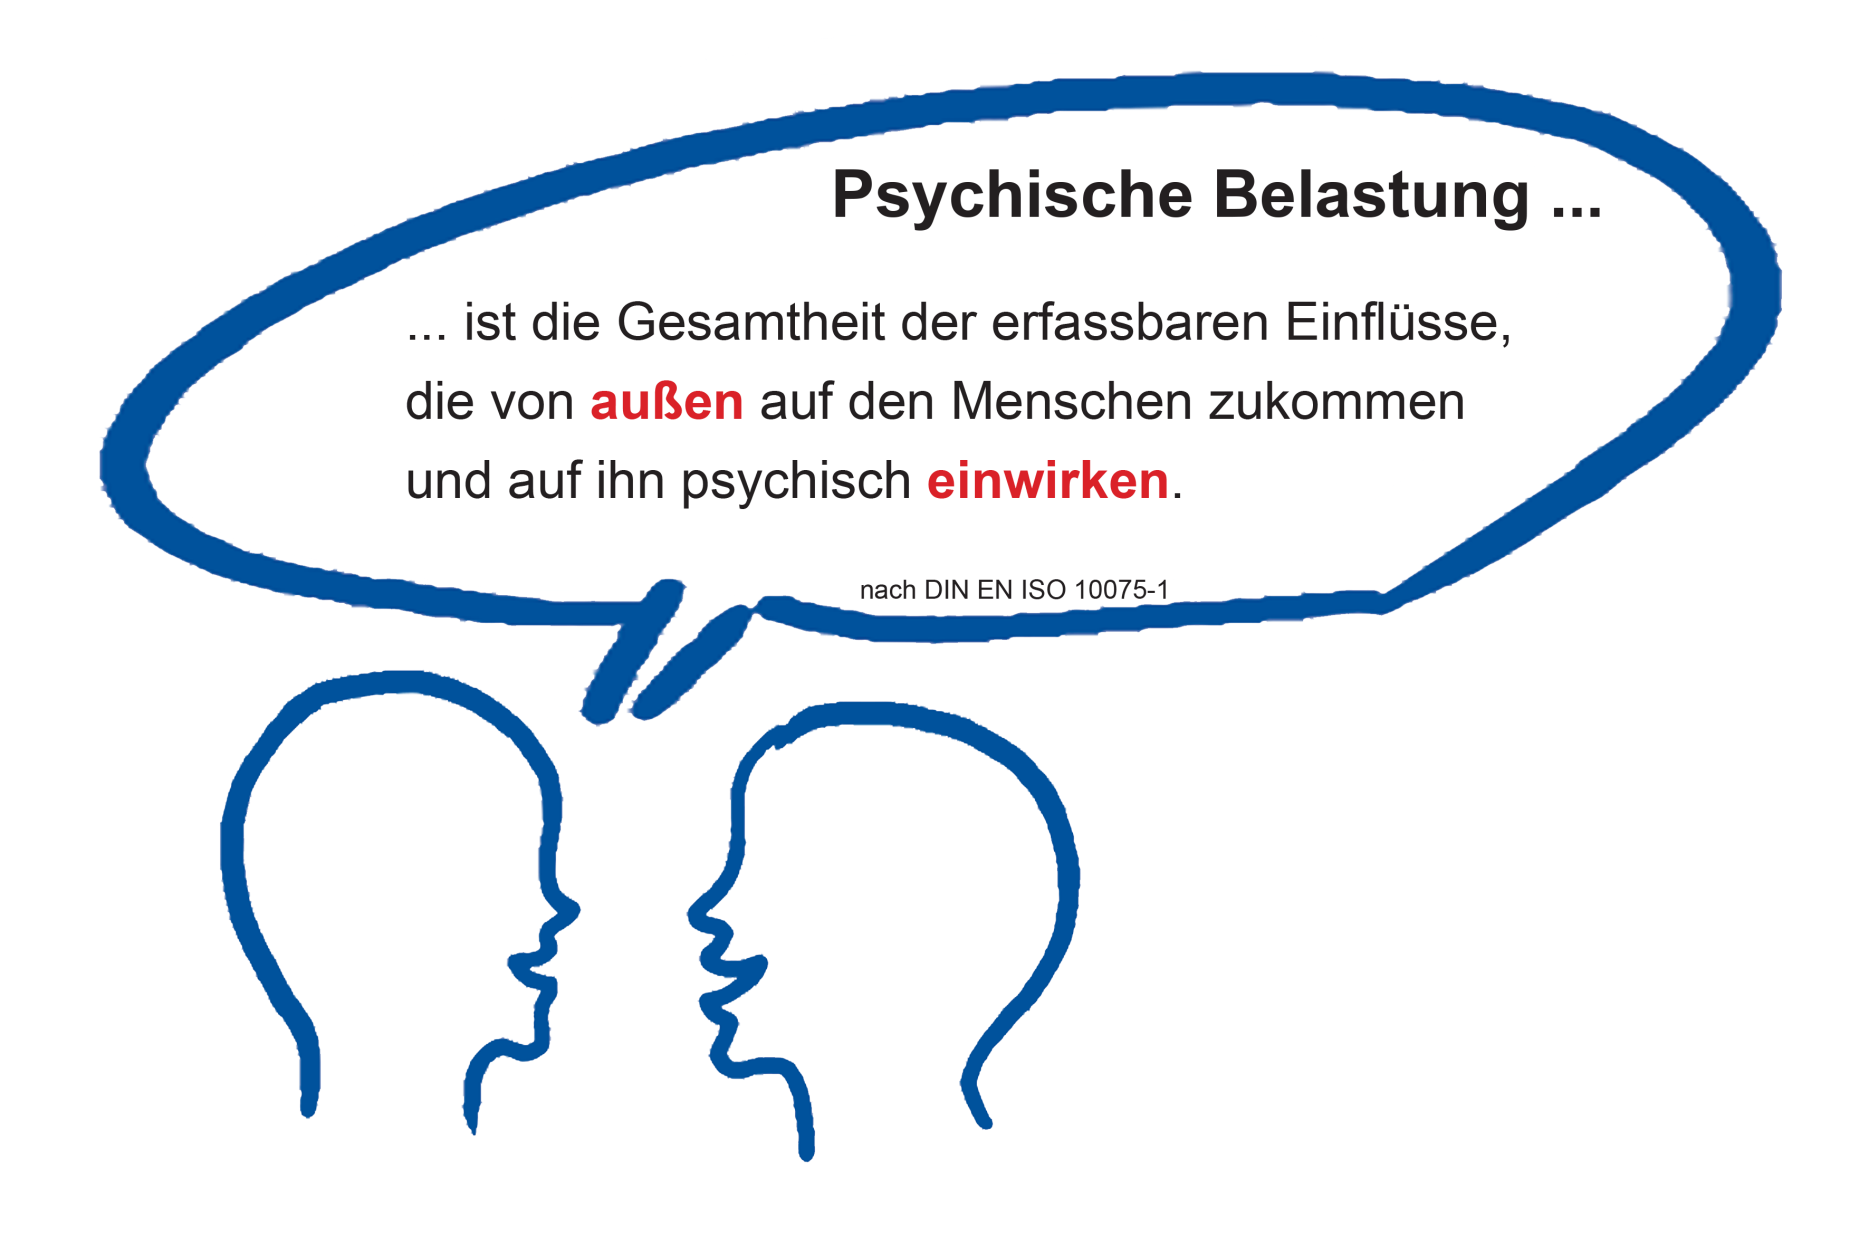 Psychische Belastung ...
... ist die Gesamtheit der erfassbaren Einflüsse,
die von außen auf den Menschen zukommen
und auf ihn psychisch einwirken.
nach DIN EN ISO 10075-1